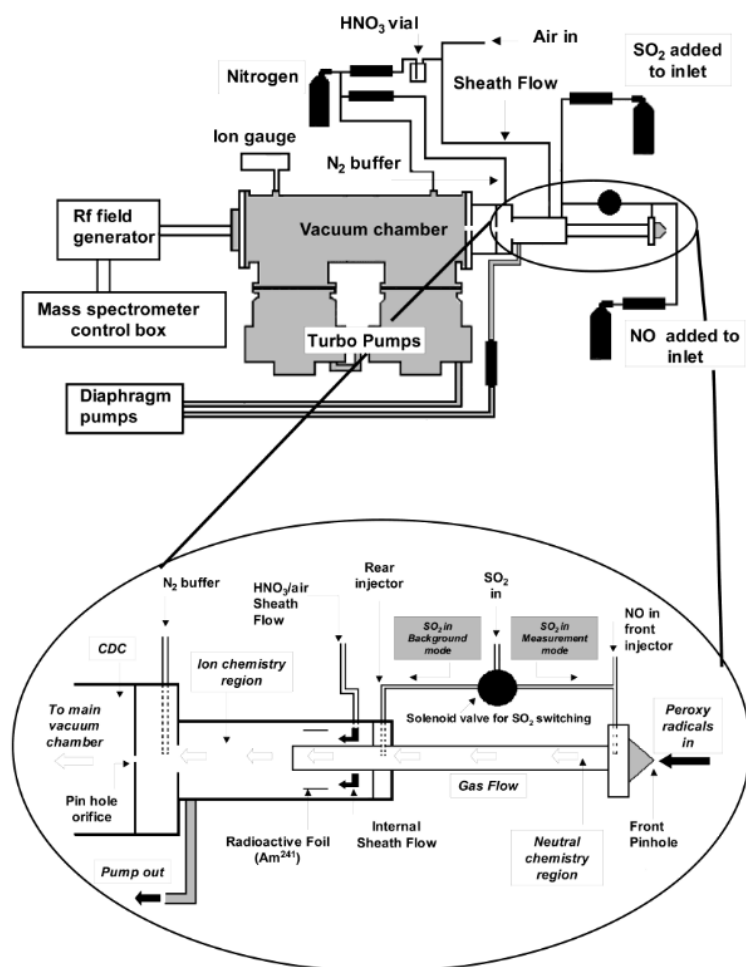 HNO₃ vial
Air in
SO₂ added
to inlet
Nitrogen
Sheath Flow
Ion gauge
N₂ buffer
Rf field
generator
Vacuum chamber
Mass spectrometer
control box
Turbo Pumps
NO added to
inlet
Diaphragm
pumps
N₂ buffer
HNO₃/air
Sheath
Flow
Rear
injector
SO₂
in
NO in
front
injector
SO₂ in
Background
mode
SO₂ in
Measurement
mode
CDC
Ion chemistry
region
To main
vacuum
chamber
Solenoid valve for SO₂ switching
Peroxy
radicals
in
Pin hole
orifice
Gas Flow
Radioactive Foil
(Am²⁴¹)
Internal
Sheath Flow
Neutral
chemistry
region
Front
Pinhole
Pump out